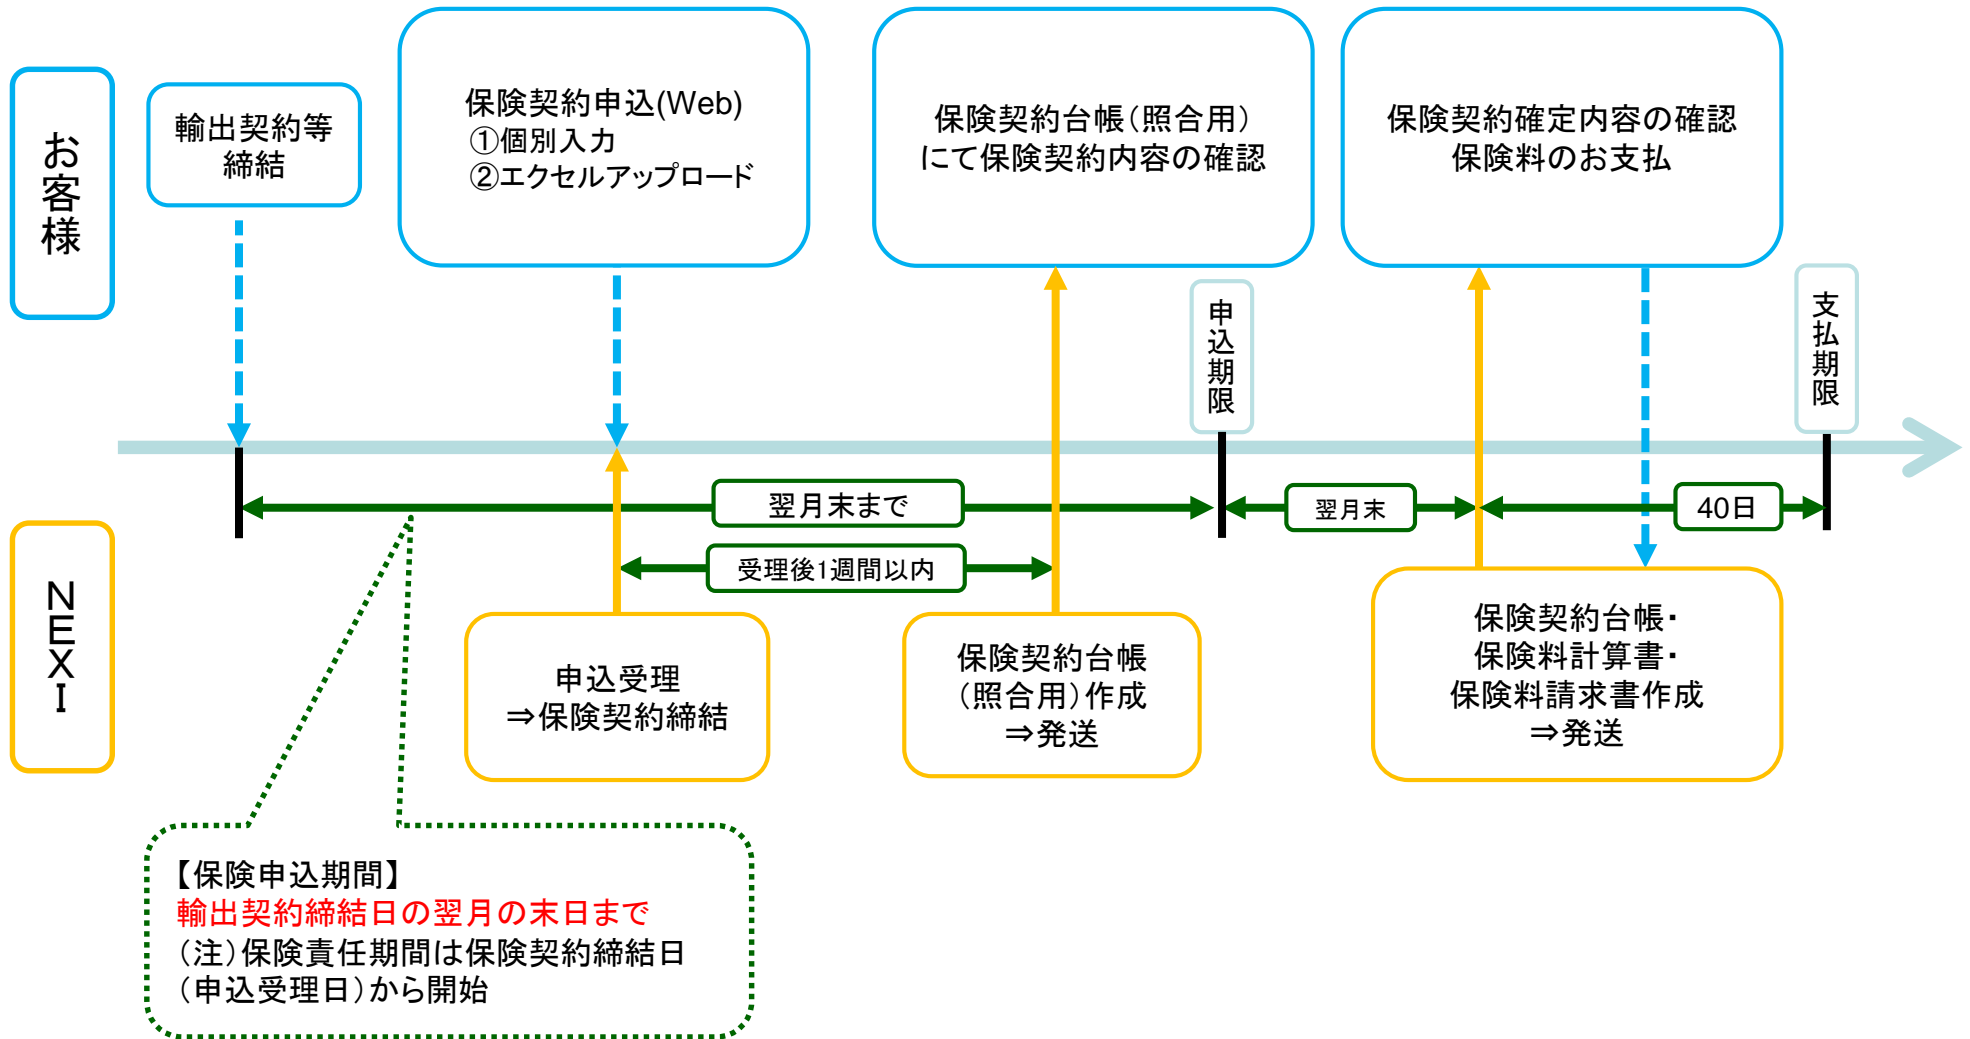 お客様
輸出契約等
締結
保険契約申込(Web)
①個別入力
②エクセルアップロード
保険契約台帳（照合用）
にて保険契約内容の確認
保険契約確定内容の確認
保険料のお支払
申込期限
支払期限
翌月末まで
翌月末
40日
受理後1週間以内
NEXI
申込受理
⇒保険契約締結
保険契約台帳
（照合用）作成
⇒発送
保険契約台帳・
保険料計算書・
保険料請求書作成
⇒発送
【保険申込期間】
輸出契約締結日の翌月の末日まで
（注）保険責任期間は保険契約締結日
（申込受理日）から開始